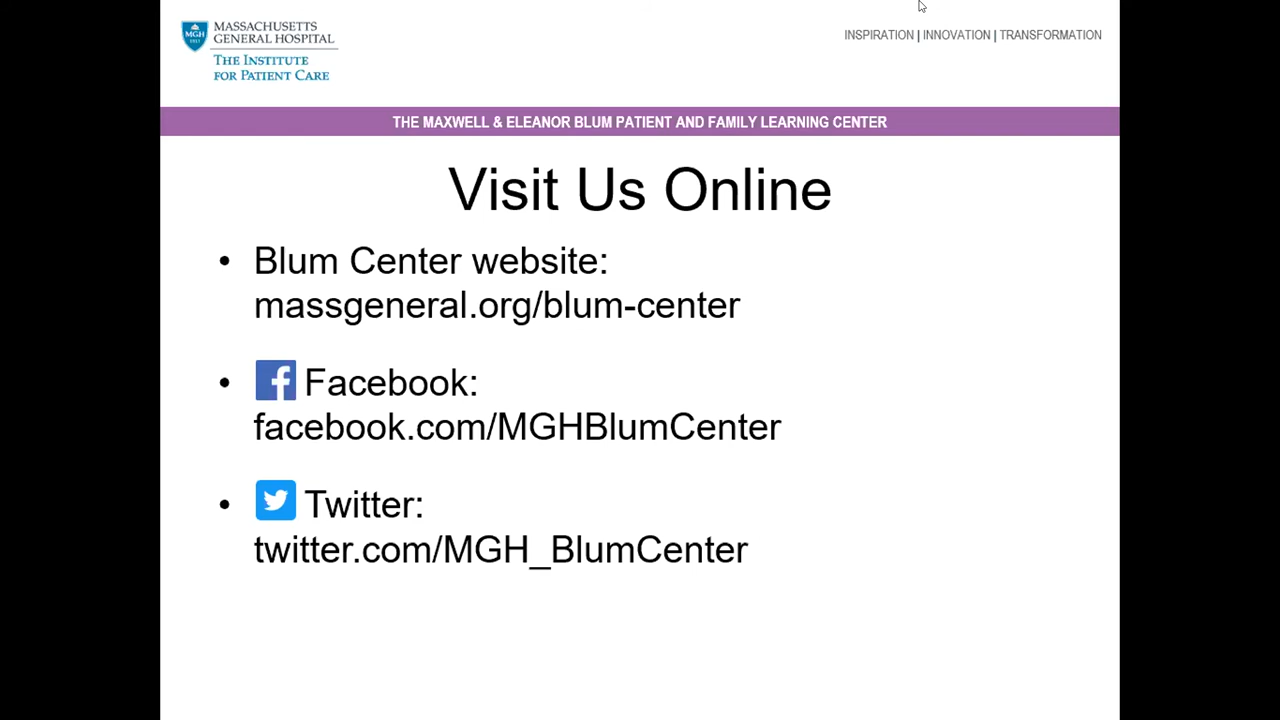 MASSACHUSETTS
GENERAL HOSPITAL
THE INSTITUTE
FOR PATIENT CARE
MGH
1811
INSPIRATION | INNOVATION | TRANSFORMATION
THE MAXWELL & ELEANOR BLUM PATIENT AND FAMILY LEARNING CENTER
Visit Us Online
• Blum Center website:
massgeneral.org/blum-center
• Facebook:
facebook.com/MGHBlumCenter
• Twitter:
twitter.com/MGH_BlumCenter